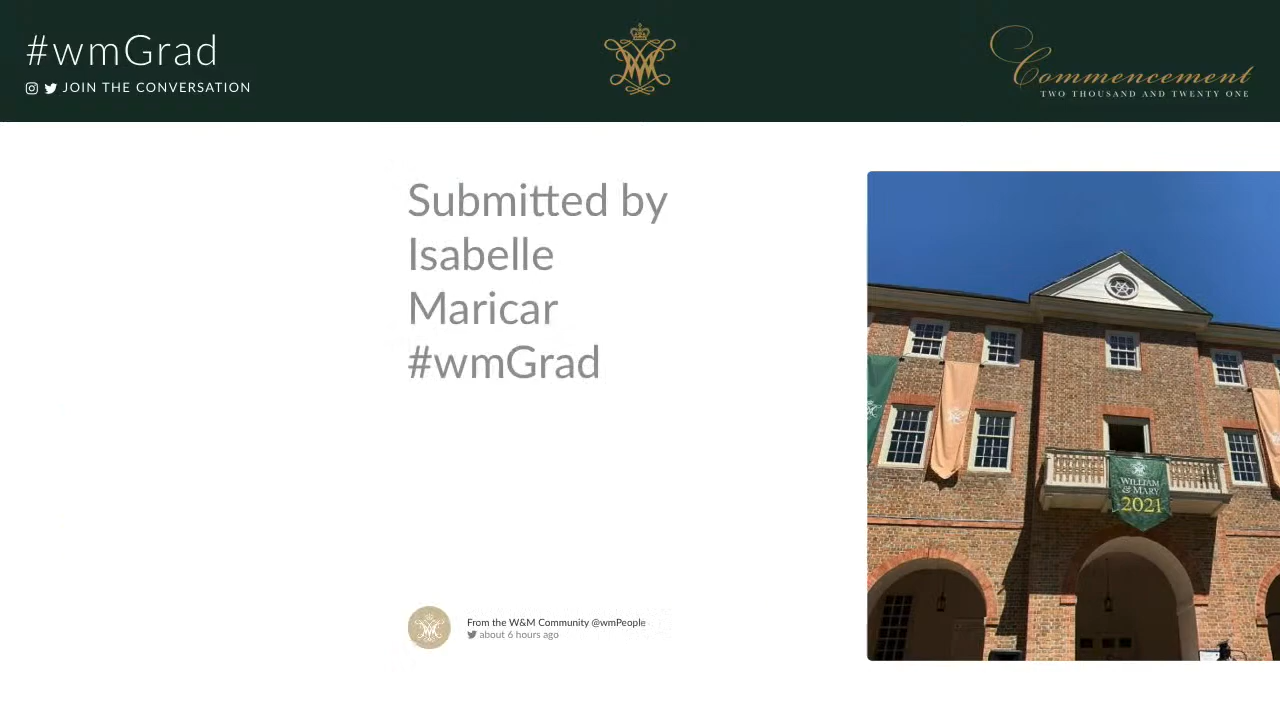 #wmGrad
JOIN THE CONVERSATION
Commencement
TWO THOUSAND AND TWENTY ONE
Submitted by
Isabelle
Maricar
#wmGrad
WILLIAM
& MARY
2021
From the W&M Community @wmPeople
about 6 hours ago